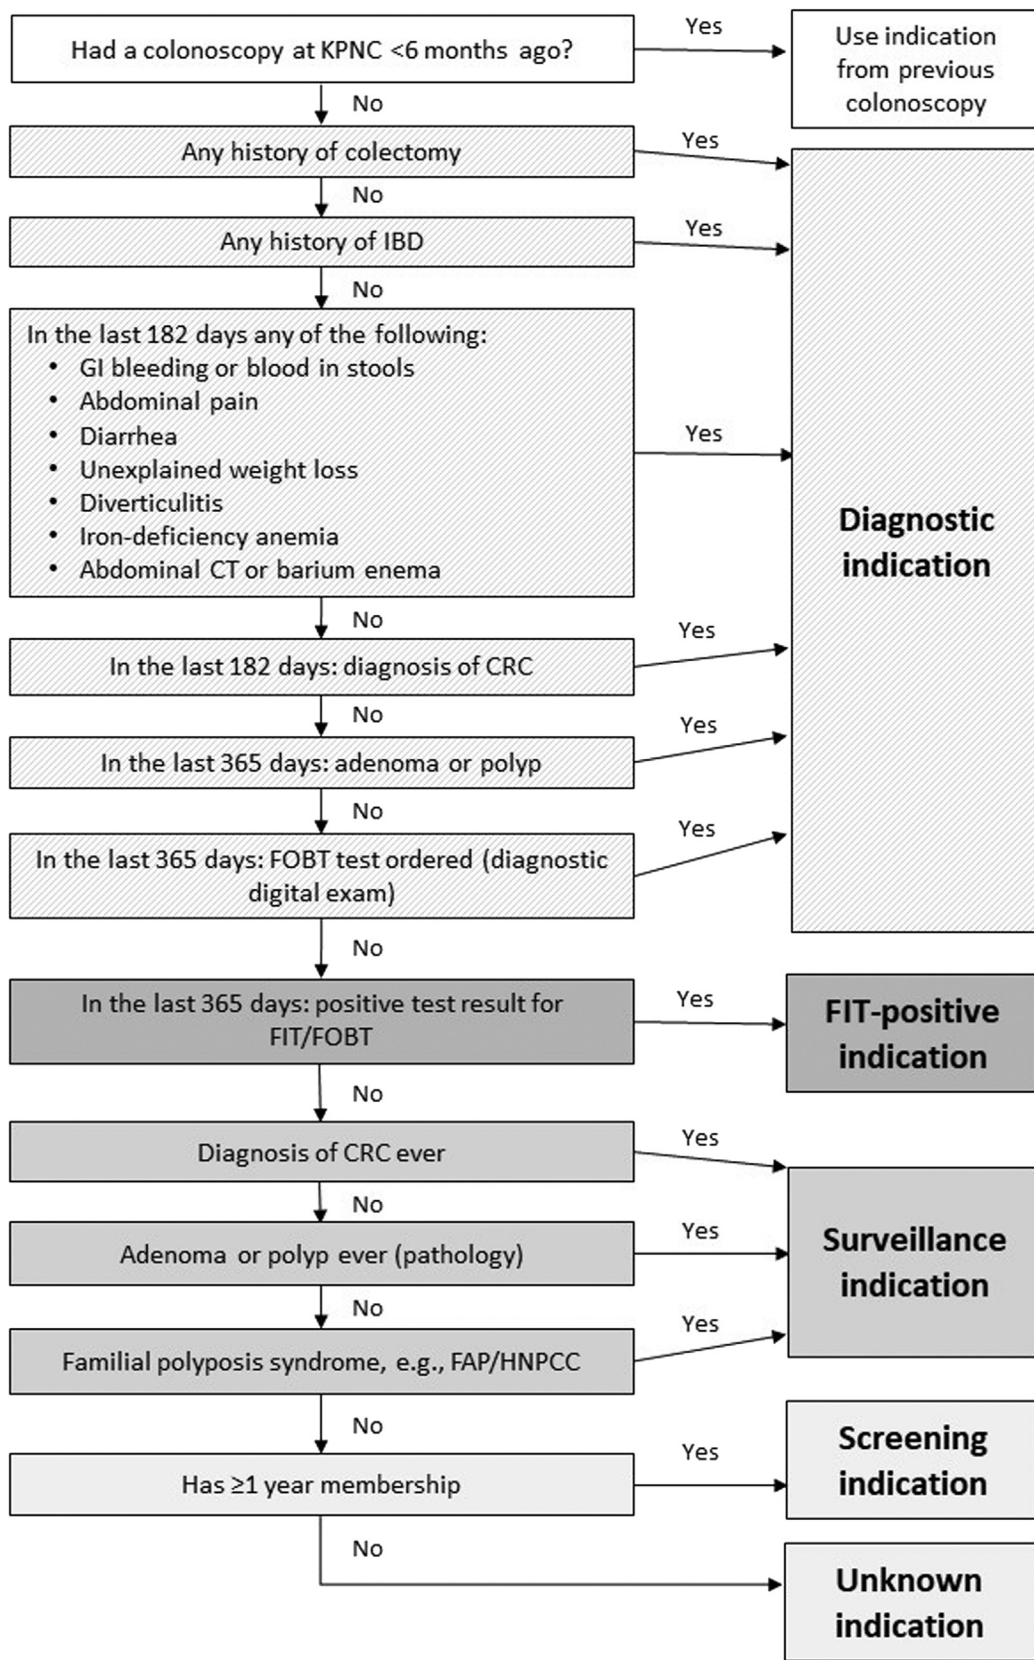 Had a colonoscopy at KPNC <6 months ago?
Yes
Use indication
from previous
colonoscopy
No
Any history of colectomy
Yes
No
Any history of IBD
Yes
No
In the last 182 days any of the following:
• GI bleeding or blood in stools
• Abdominal pain
• Diarrhea
• Unexplained weight loss
• Diverticulitis
• Iron-deficiency anemia
• Abdominal CT or barium enema
Yes
Diagnostic
indication
No
In the last 182 days: diagnosis of CRC
Yes
No
In the last 365 days: adenoma or polyp
Yes
No
In the last 365 days: FOBT test ordered (diagnostic
digital exam)
Yes
No
In the last 365 days: positive test result for
FIT/FOBT
Yes
FIT-positive
indication
No
Diagnosis of CRC ever
Yes
No
Adenoma or polyp ever (pathology)
Yes
Surveillance
indication
No
Familial polyposis syndrome, e.g., FAP/HNPCC
Yes
No
Has ≥1 year membership
Yes
Screening
indication
No
Unknown
indication